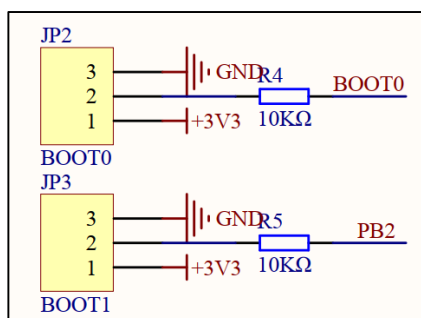 JP2
3 GND R4 BOOT0
2
1 +3V3 10KΩ
BOOT0
JP3
3 GND R5 PB2
2
1 +3V3 10KΩ
BOOT1